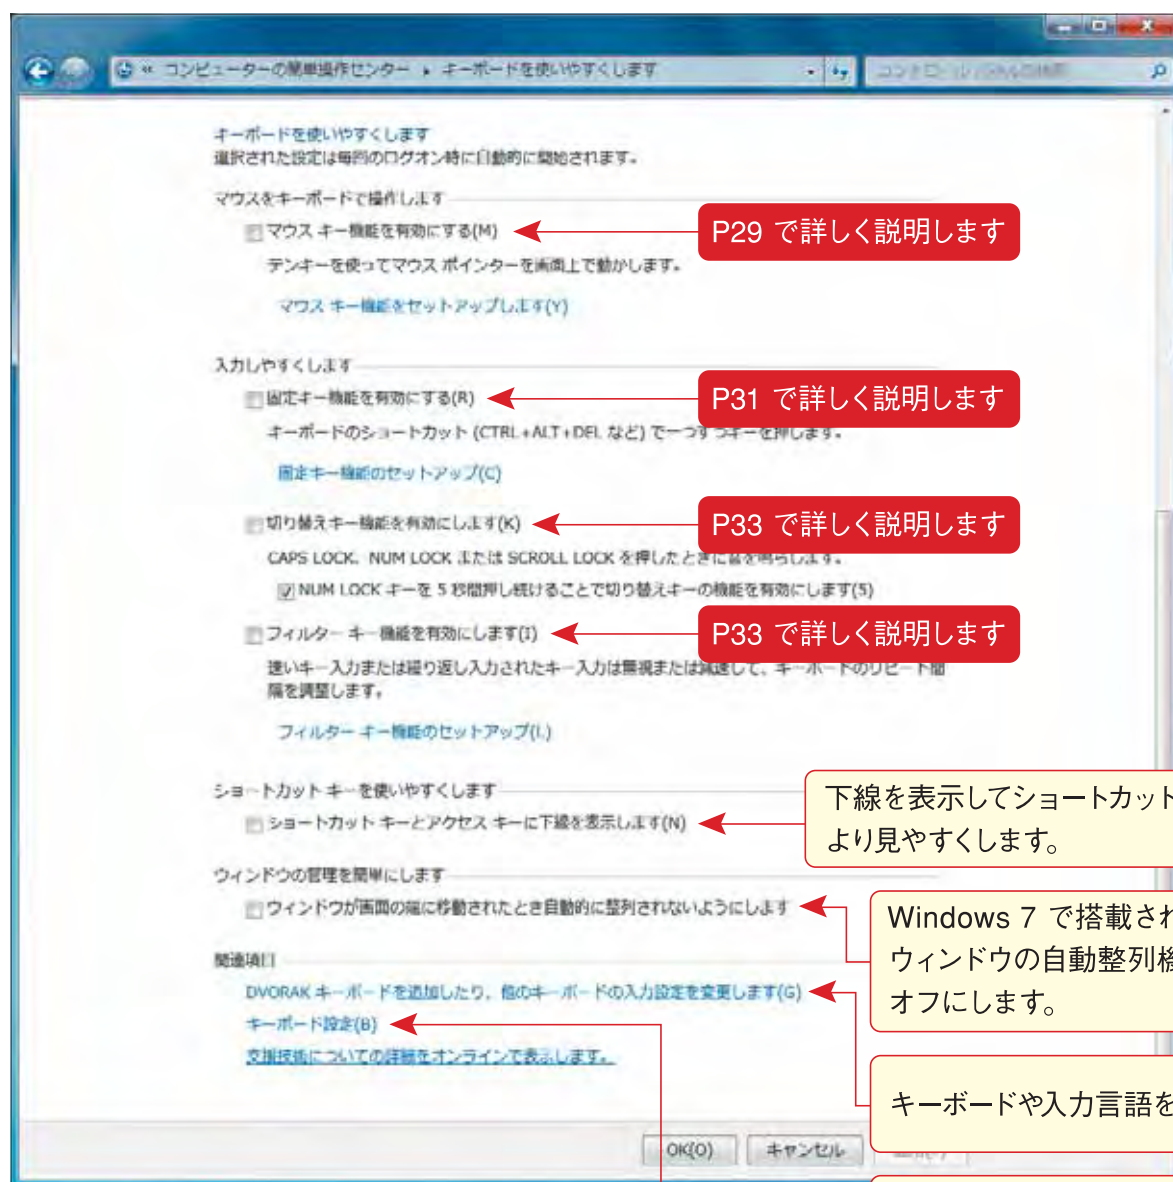 « コンピューターの簡単操作センター ▸ キーボードを使いやすくします
キーボードを使いやすくします
選択された設定は毎回のログオン時に自動的に開始されます。
マウスをキーボードで操作します
マウス キー機能を有効にする(M)
P29 で詳しく説明します
テンキーを使ってマウス ポインターを画面上で動かします。
マウス キー機能をセットアップします(Y)
入力しやすくします
固定キー機能を有効にする(R)
P31 で詳しく説明します
キーボードのショートカット (CTRL+ALT+DEL など) で一つずつキーを押します。
固定キー機能のセットアップ(C)
切り替えキー機能を有効にします(K)
P33 で詳しく説明します
CAPS LOCK、NUM LOCK または SCROLL LOCK を押したときに音を鳴らします。
NUM LOCK キーを 5 秒間押し続けることで切り替えキーの機能を有効にします(5)
フィルター キー機能を有効にします(I)
P33 で詳しく説明します
速いキー入力または繰り返し入力されたキー入力は無視または減速して、キーボードのリピート間
隔を調整します。
フィルター キー機能のセットアップ(L)
ショートカット キーを使いやすくします
ショートカット キーとアクセス キーに下線を表示します(N)
下線を表示してショートカット
より見やすくします。
ウィンドウの管理を簡単にします
ウィンドウが画面の端に移動されたとき自動的に整列されないようにします
Windows 7 で搭載され
ウィンドウの自動整列機
オフにします。
関連項目
DVORAK キーボードを追加したり、他のキーボードの入力設定を変更します(G)
キーボード設定(B)
支援技術についての詳細をオンラインで表示します。
キーボードや入力言語を
OK(O)
キャンセル